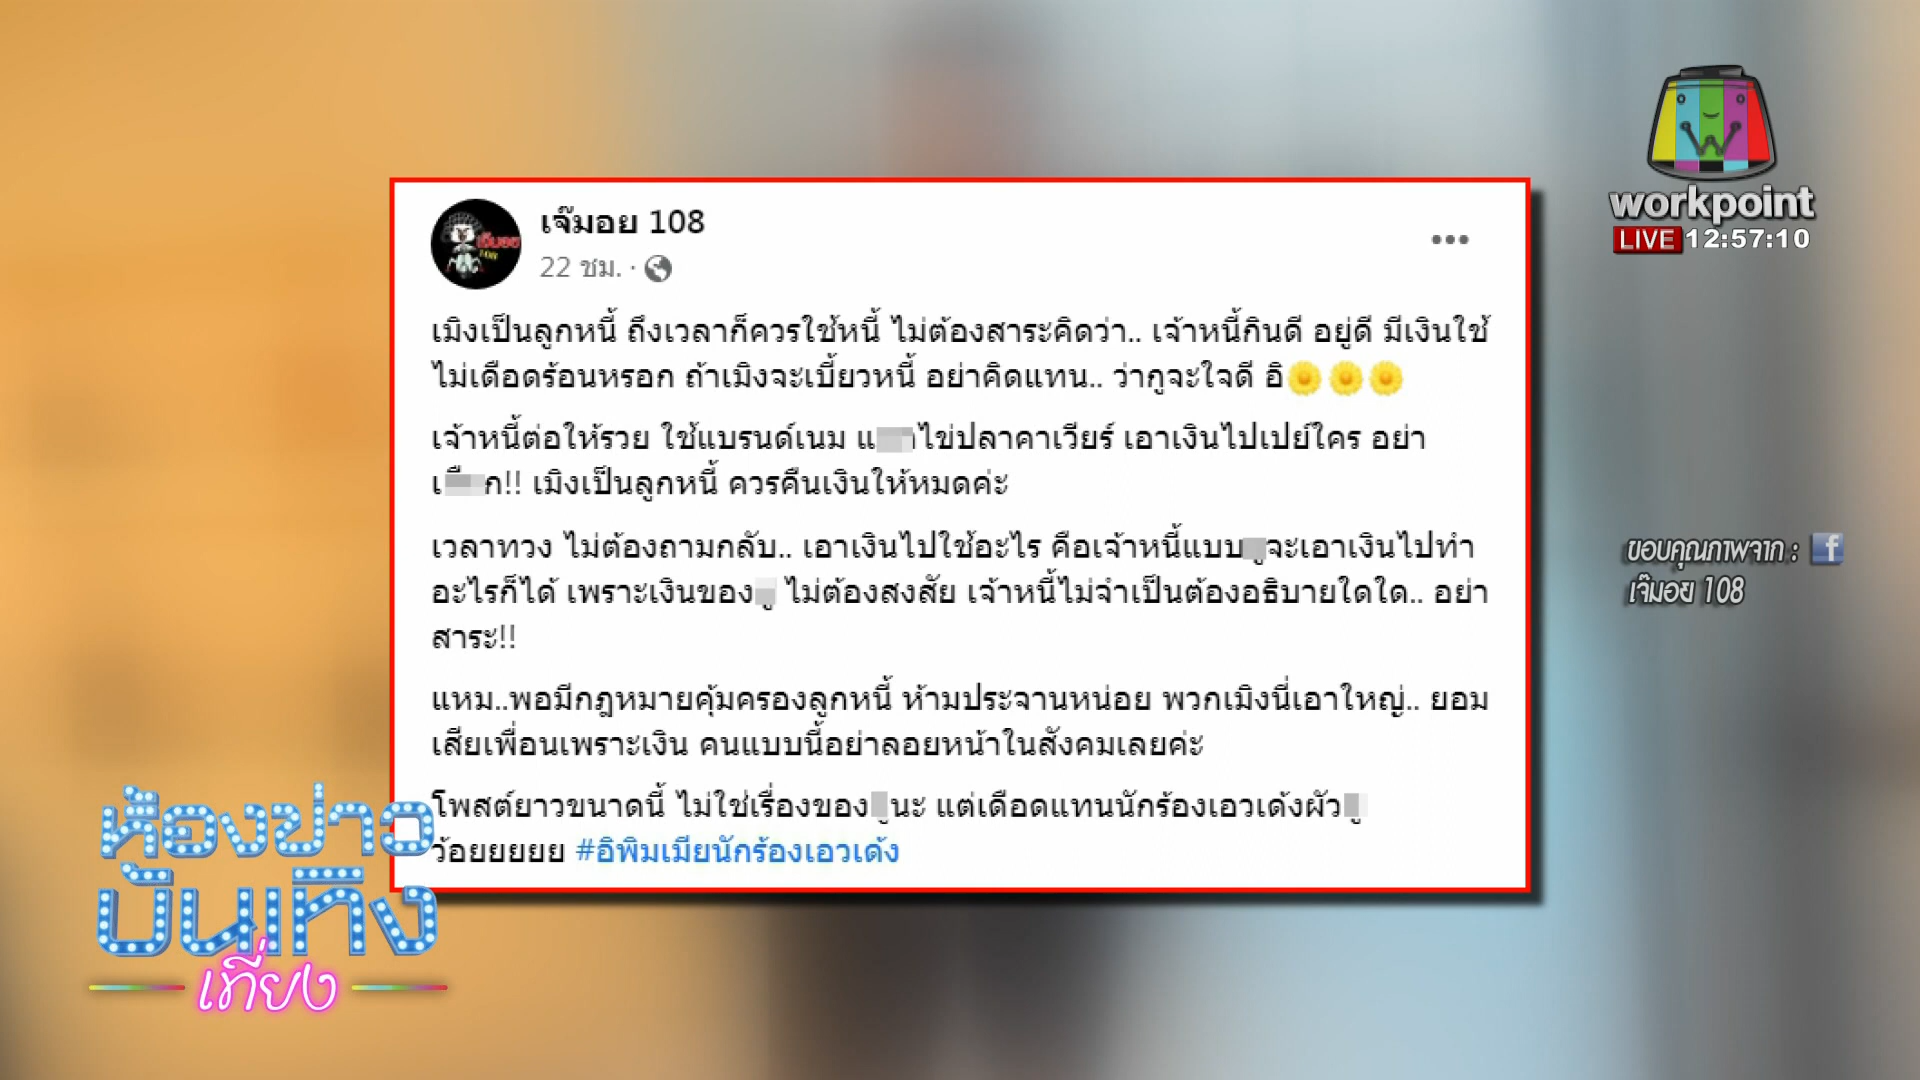 workpoint
LIVE 12:57:10
เจ๊มอย 108
22 ชม.
เมิงเป็นลูกหนี้ ถึงเวลาก็ควรใช้หนี้ ไม่ต้องสาระคิดว่า.. เจ้าหนี้กินดี อยู่ดี มีเงินใช้
ไม่เดือดร้อนหรอก ถ้าเมิงจะเบี้ยวหนี้ อย่าคิดแทน.. ว่ากูจะใจดี อิ🌼🌼🌼
เจ้าหนี้ต่อให้รวย ใช้แบรนด์เนม ไข่ปลาคาเวียร์ เอาเงินไปเปย์ใคร อย่า
!! เมิงเป็นลูกหนี้ ควรคืนเงินให้หมดค่ะ
เวลาทวง ไม่ต้องถามกลับ.. เอาเงินไปใช้อะไร คือเจ้าหนี้แบบ จะเอาเงินไปทำ
อะไรก็ได้ เพราะเงินของ ไม่ต้องสงสัย เจ้าหนี้ไม่จำเป็นต้องอธิบายใดใด.. อย่า
สาระ!!
แหม..พอมีกฎหมายคุ้มครองลูกหนี้ ห้ามประจานหน่อย พวกเมิงนี่เอาใหญ่.. ยอม
เสียเพื่อนเพราะเงิน คนแบบนี้อย่าลอยหน้าในสังคมเลยค่ะ
โพสต์ยาวขนาดนี้ ไม่ใช่เรื่องของ นะ แต่เดือดแทนนักร้องเอวเด้งผัว
ว้อยยยยย #อิพิมเมียนักร้องเอวเด้ง
ขอบคุณภาพจาก :
เจ๊มอย 108
ห้องข่าว
บันเทิง
เที่ยง